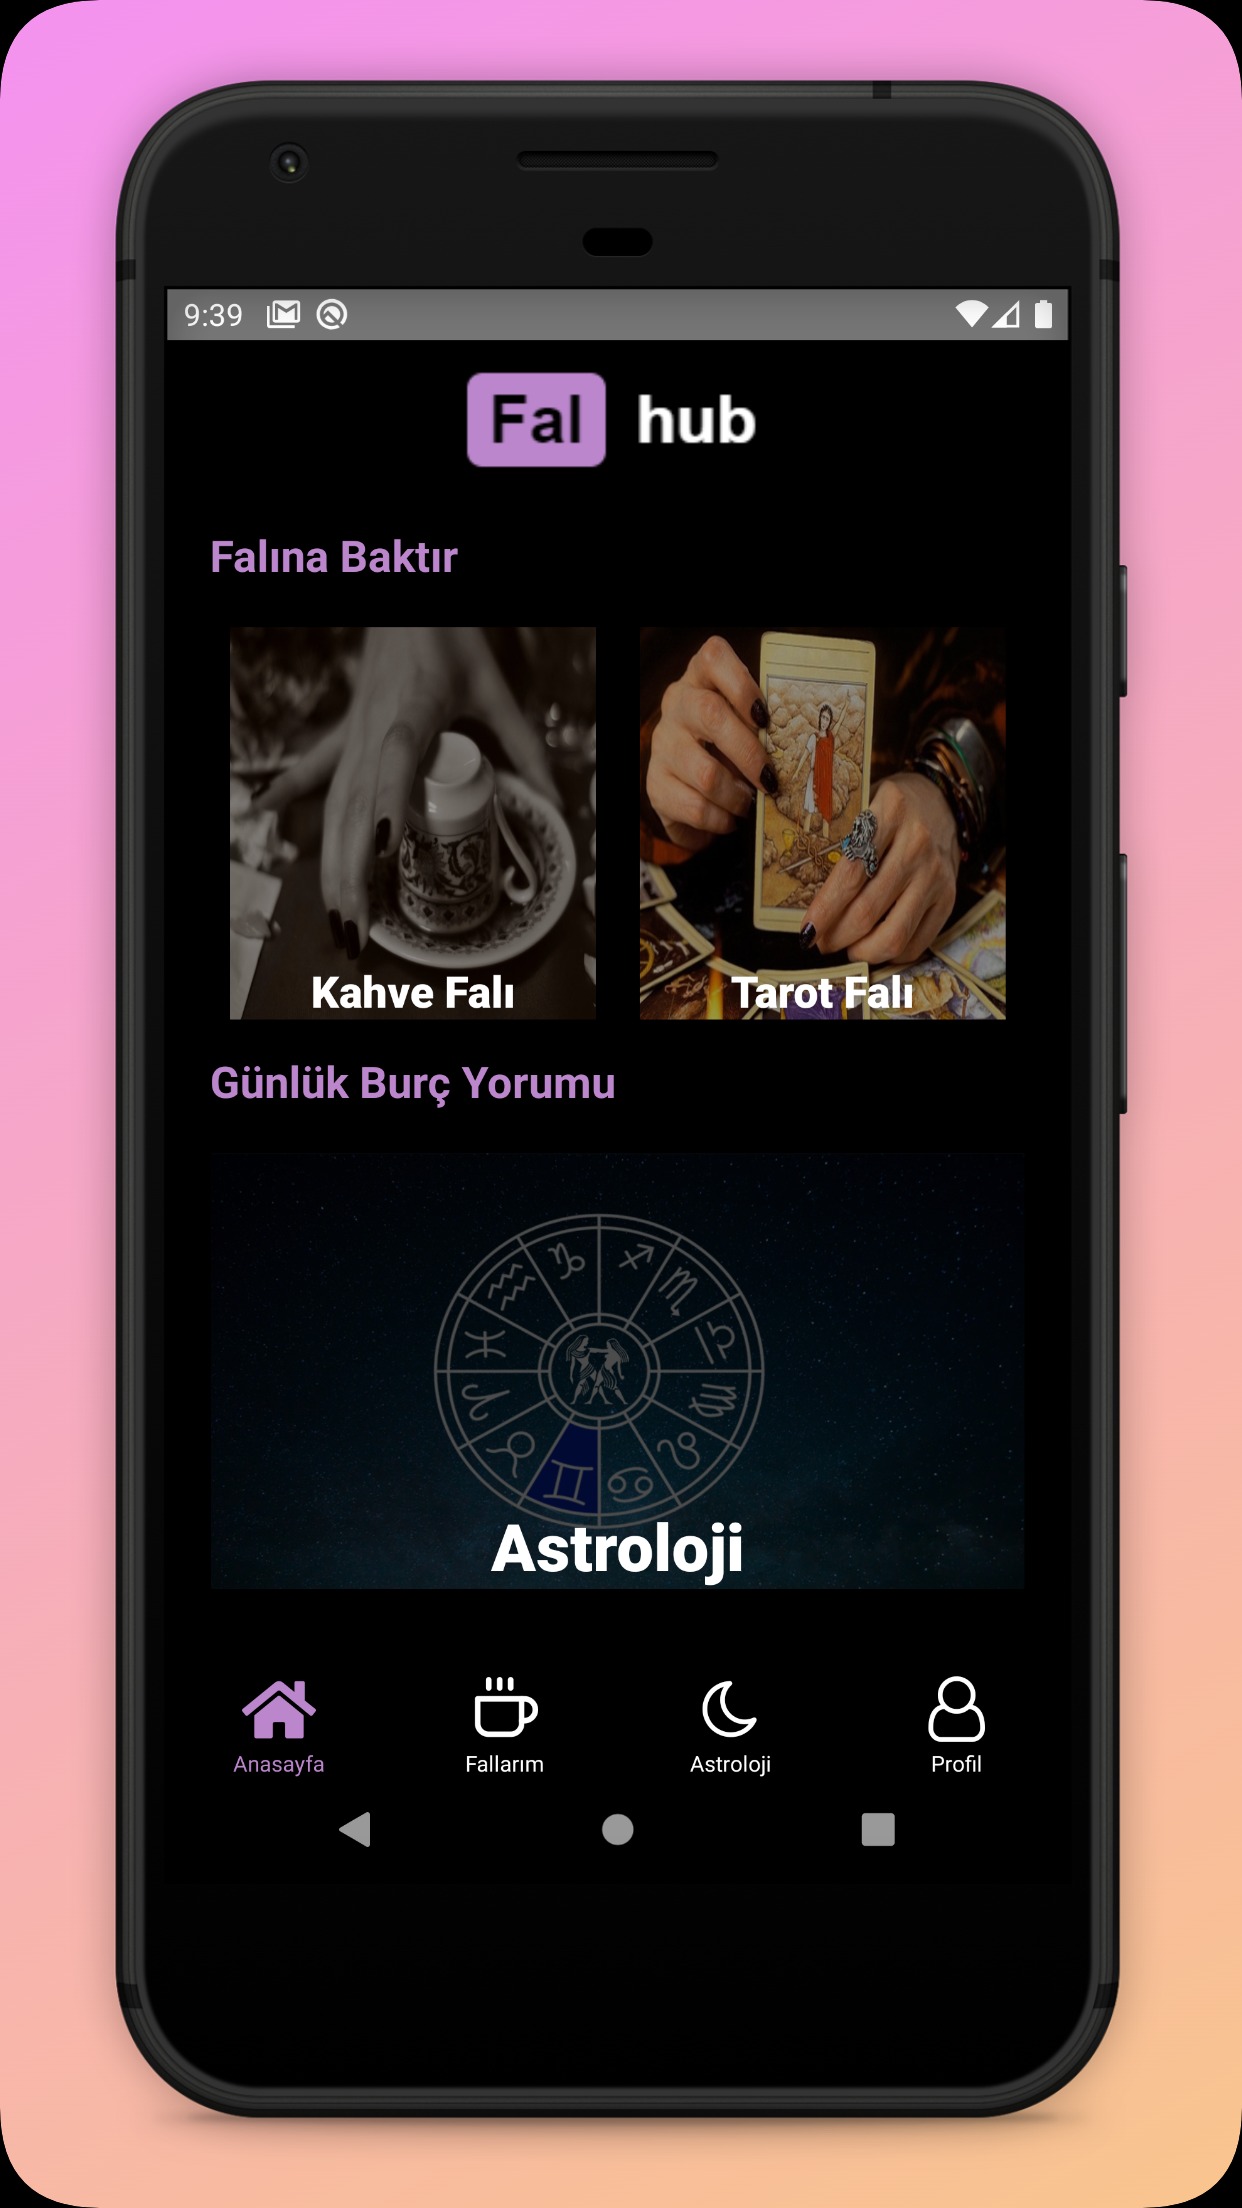 9:39
Fal hub
Falına Baktır
Kahve Falı
Tarot Falı
Günlük Burç Yorumu
Astroloji
Anasayfa
Fallarım
Astroloji
Profil